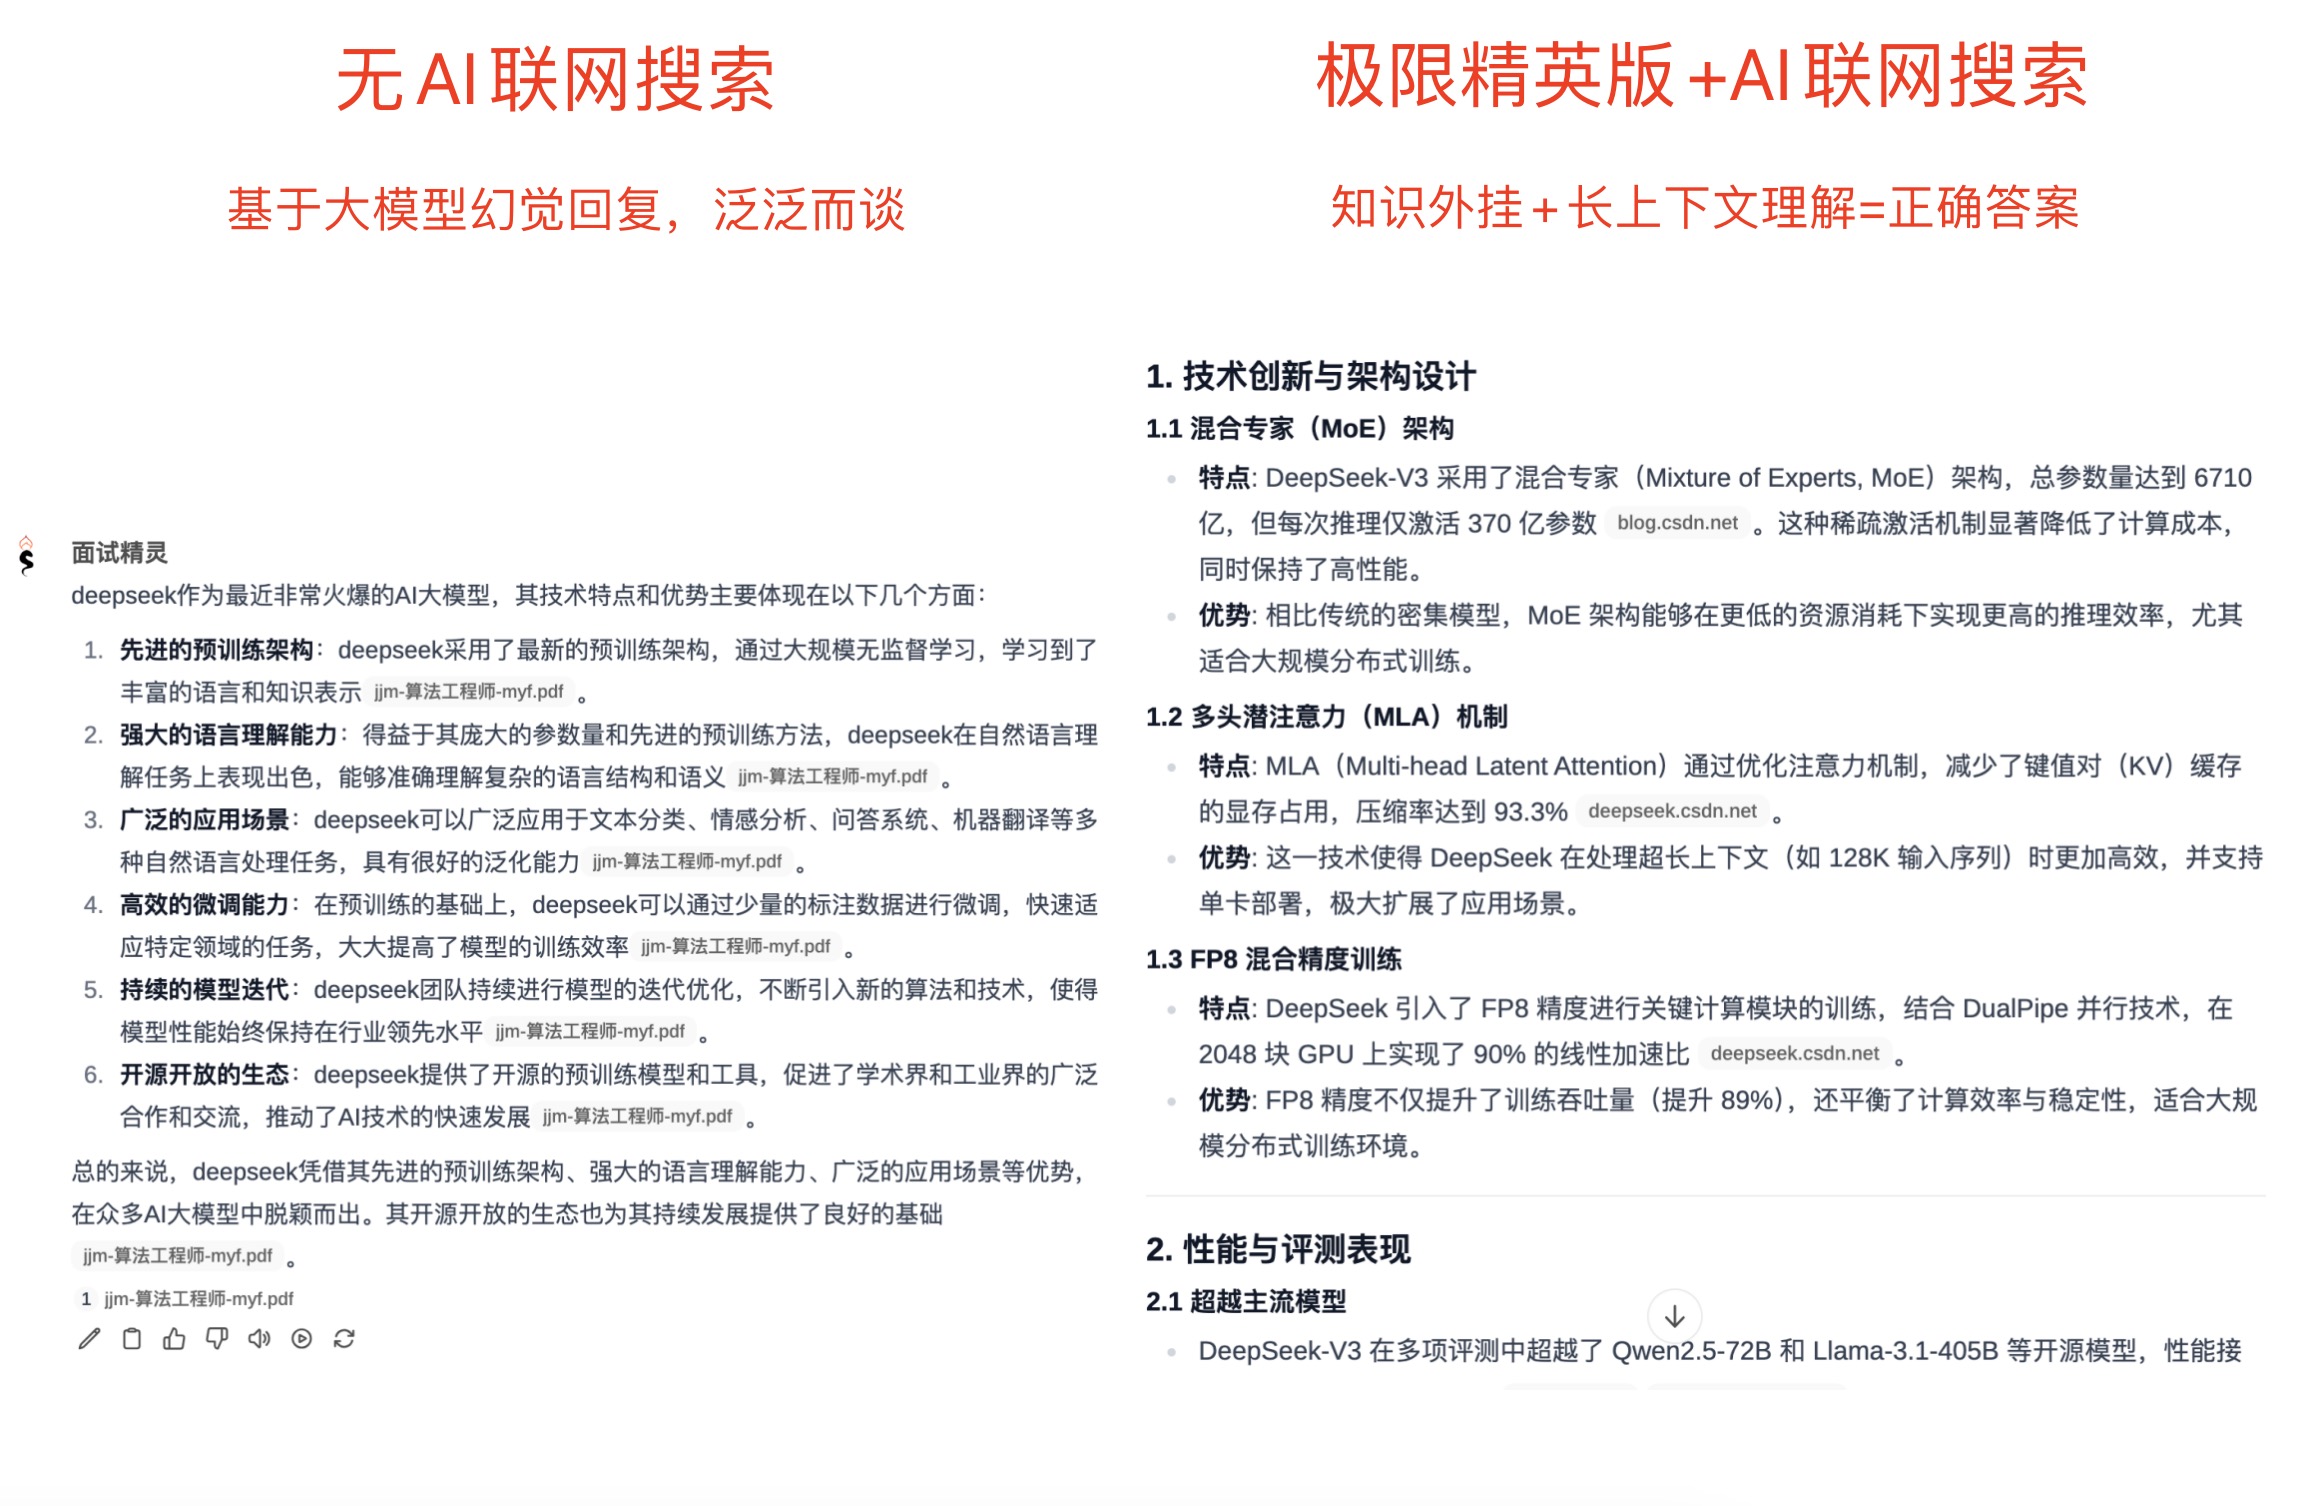 无AI联网搜索
基于大模型幻觉回复，泛泛而谈
面试精灵
deepseek作为最近非常火爆的AI大模型，其技术特点和优势主要体现在以下几个方面：
1. 先进的预训练架构：deepseek采用了最新的预训练架构，通过大规模无监督学习，学习到了
丰富的语言和知识表示 jjm-算法工程师-myf.pdf 。
2. 强大的语言理解能力：得益于其庞大的参数量和先进的预训练方法，deepseek在自然语言理
解任务上表现出色，能够准确理解复杂的语言结构和语义 jjm-算法工程师-myf.pdf 。
3. 广泛的应用场景：deepseek可以广泛应用于文本分类、情感分析、问答系统、机器翻译等多
种自然语言处理任务，具有很好的泛化能力 jjm-算法工程师-myf.pdf 。
4. 高效的微调能力：在预训练的基础上，deepseek可以通过少量的标注数据进行微调，快速适
应特定领域的任务，大大提高了模型的训练效率 jjm-算法工程师-myf.pdf 。
5. 持续的模型迭代：deepseek团队持续进行模型的迭代优化，不断引入新的算法和技术，使得
模型性能始终保持在行业领先水平 jjm-算法工程师-myf.pdf 。
6. 开源开放的生态：deepseek提供了开源的预训练模型和工具，促进了学术界和工业界的广泛
合作和交流，推动了AI技术的快速发展 jjm-算法工程师-myf.pdf 。
总的来说，deepseek凭借其先进的预训练架构、强大的语言理解能力、广泛的应用场景等优势，
在众多AI大模型中脱颖而出。其开源开放的生态也为其持续发展提供了良好的基础
jjm-算法工程师-myf.pdf 。
1 jjm-算法工程师-myf.pdf
极限精英版+AI联网搜索
知识外挂+长上下文理解=正确答案
1. 技术创新与架构设计
1.1 混合专家（MoE）架构
特点: DeepSeek-V3 采用了混合专家（Mixture of Experts, MoE）架构，总参数量达到 6710
亿，但每次推理仅激活 370 亿参数 blog.csdn.net 。这种稀疏激活机制显著降低了计算成本，
同时保持了高性能。
优势: 相比传统的密集模型，MoE 架构能够在更低的资源消耗下实现更高的推理效率，尤其
适合大规模分布式训练。
1.2 多头潜注意力（MLA）机制
特点: MLA（Multi-head Latent Attention）通过优化注意力机制，减少了键值对（KV）缓存
的显存占用，压缩率达到 93.3% deepseek.csdn.net 。
优势: 这一技术使得 DeepSeek 在处理超长上下文（如 128K 输入序列）时更加高效，并支持
单卡部署，极大扩展了应用场景。
1.3 FP8 混合精度训练
特点: DeepSeek 引入了 FP8 精度进行关键计算模块的训练，结合 DualPipe 并行技术，在
2048 块 GPU 上实现了 90% 的线性加速比 deepseek.csdn.net 。
优势: FP8 精度不仅提升了训练吞吐量（提升 89%），还平衡了计算效率与稳定性，适合大规
模分布式训练环境。
2. 性能与评测表现
2.1 超越主流模型
DeepSeek-V3 在多项评测中超越了 Qwen2.5-72B 和 Llama-3.1-405B 等开源模型，性能接